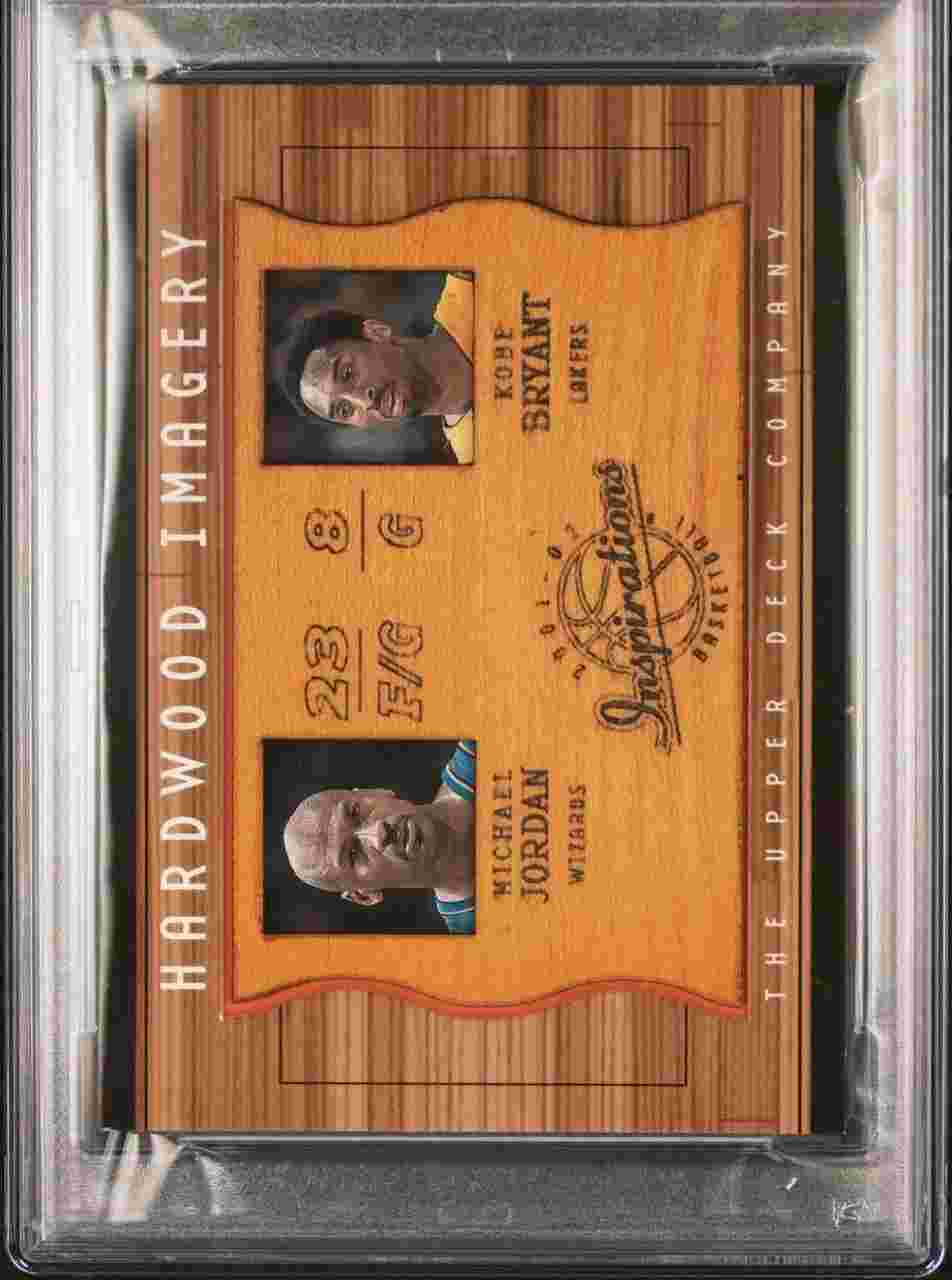 HARDWOOD IMAGERY
23
F/G
8
G
MICHAEL
JORDAN
WIZARDS
KOBE
BRYANT
LAKERS
2001-02
Inspirations
BASKETBALL
THE UPPER DECK COMPANY